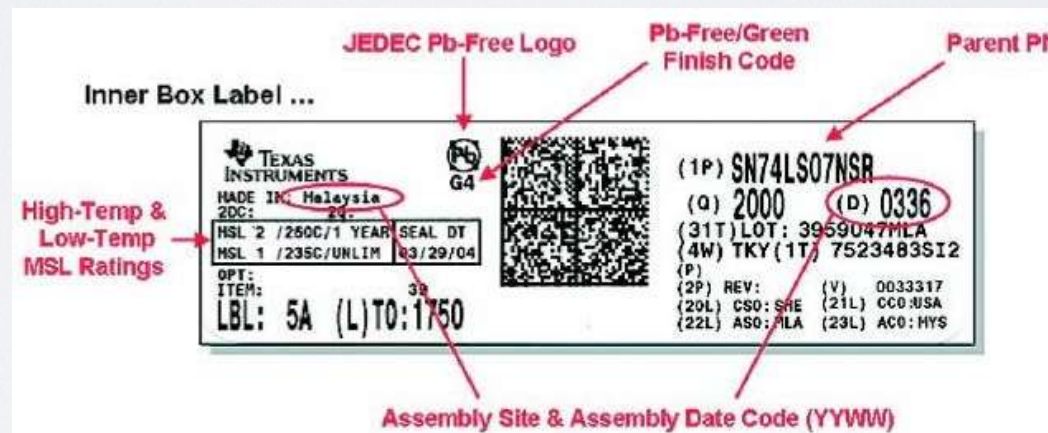 JEDEC Pb-Free Logo
Pb-Free/Green
Finish Code
Parent PN
Inner Box Label ...
TEXAS
INSTRUMENTS
MADE IN: Malaysia
2DC: 2Q:
MSL 2 /260C/1 YEAR SEAL DT
MSL 1 /235C/UNLIM 03/29/04
OPT:
ITEM: 39
LBL: 5A (L)T0:1750
Pb
G4
(1P) SN74LS07NSR
(Q) 2000 (D) 0336
(31T)LOT: 3959047MLA
(4W) TKY(1T) 7523483SI2
(P)
(2P) REV: (V) 0033317
(20L) CSO:SHE (21L) CCO:USA
(22L) ASO:MLA (23L) ACO:MYS
High-Temp &
Low-Temp
MSL Ratings
Assembly Site & Assembly Date Code (YYWW)